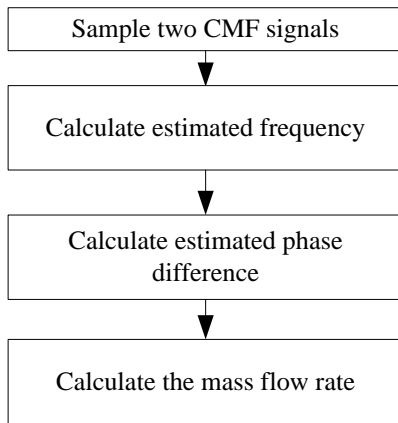 Sample two CMF signals
Calculate estimated frequency
Calculate estimated phase
difference
Calculate the mass flow rate